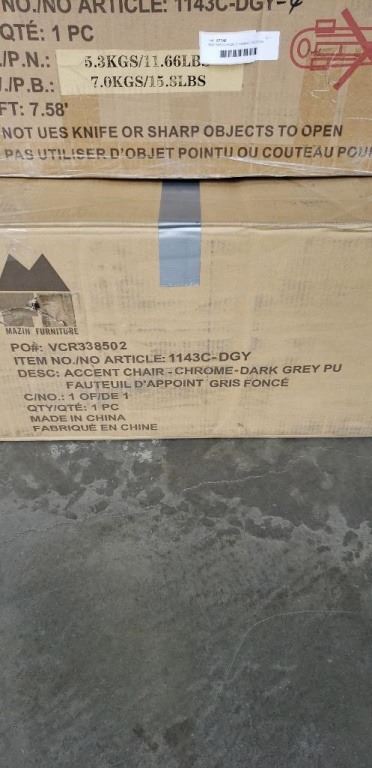 NO./NO ARTICLE: 1143C-DGY-4
QTÉ: 1 PC
./P.N.: 5.3KGS/11.66LBS
./P.B.: 7.0KGS/15.8LBS
FT: 7.58'
NOT UES KNIFE OR SHARP OBJECTS TO OPEN
PAS UTILISER D'OBJET POINTU OU COUTEAU POU
MAZIN FURNITURE
PO#: VCR338502
ITEM NO./NO ARTICLE: 1143C-DGY
DESC: ACCENT CHAIR - CHROME-DARK GREY PU
FAUTEUIL D'APPOINT GRIS FONCÉ
C/NO.: 1 OF/DE 1
QTY/QTÉ: 1 PC
MADE IN CHINA
FABRIQUÉ EN CHINE